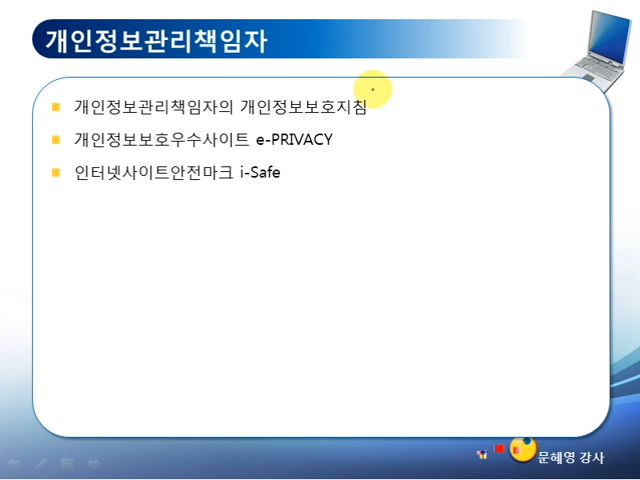 개인정보관리책임자
개인정보관리책임자의 개인정보보호지침
개인정보보호우수사이트 e-PRIVACY
인터넷사이트안전마크 i-Safe
문혜영 강사